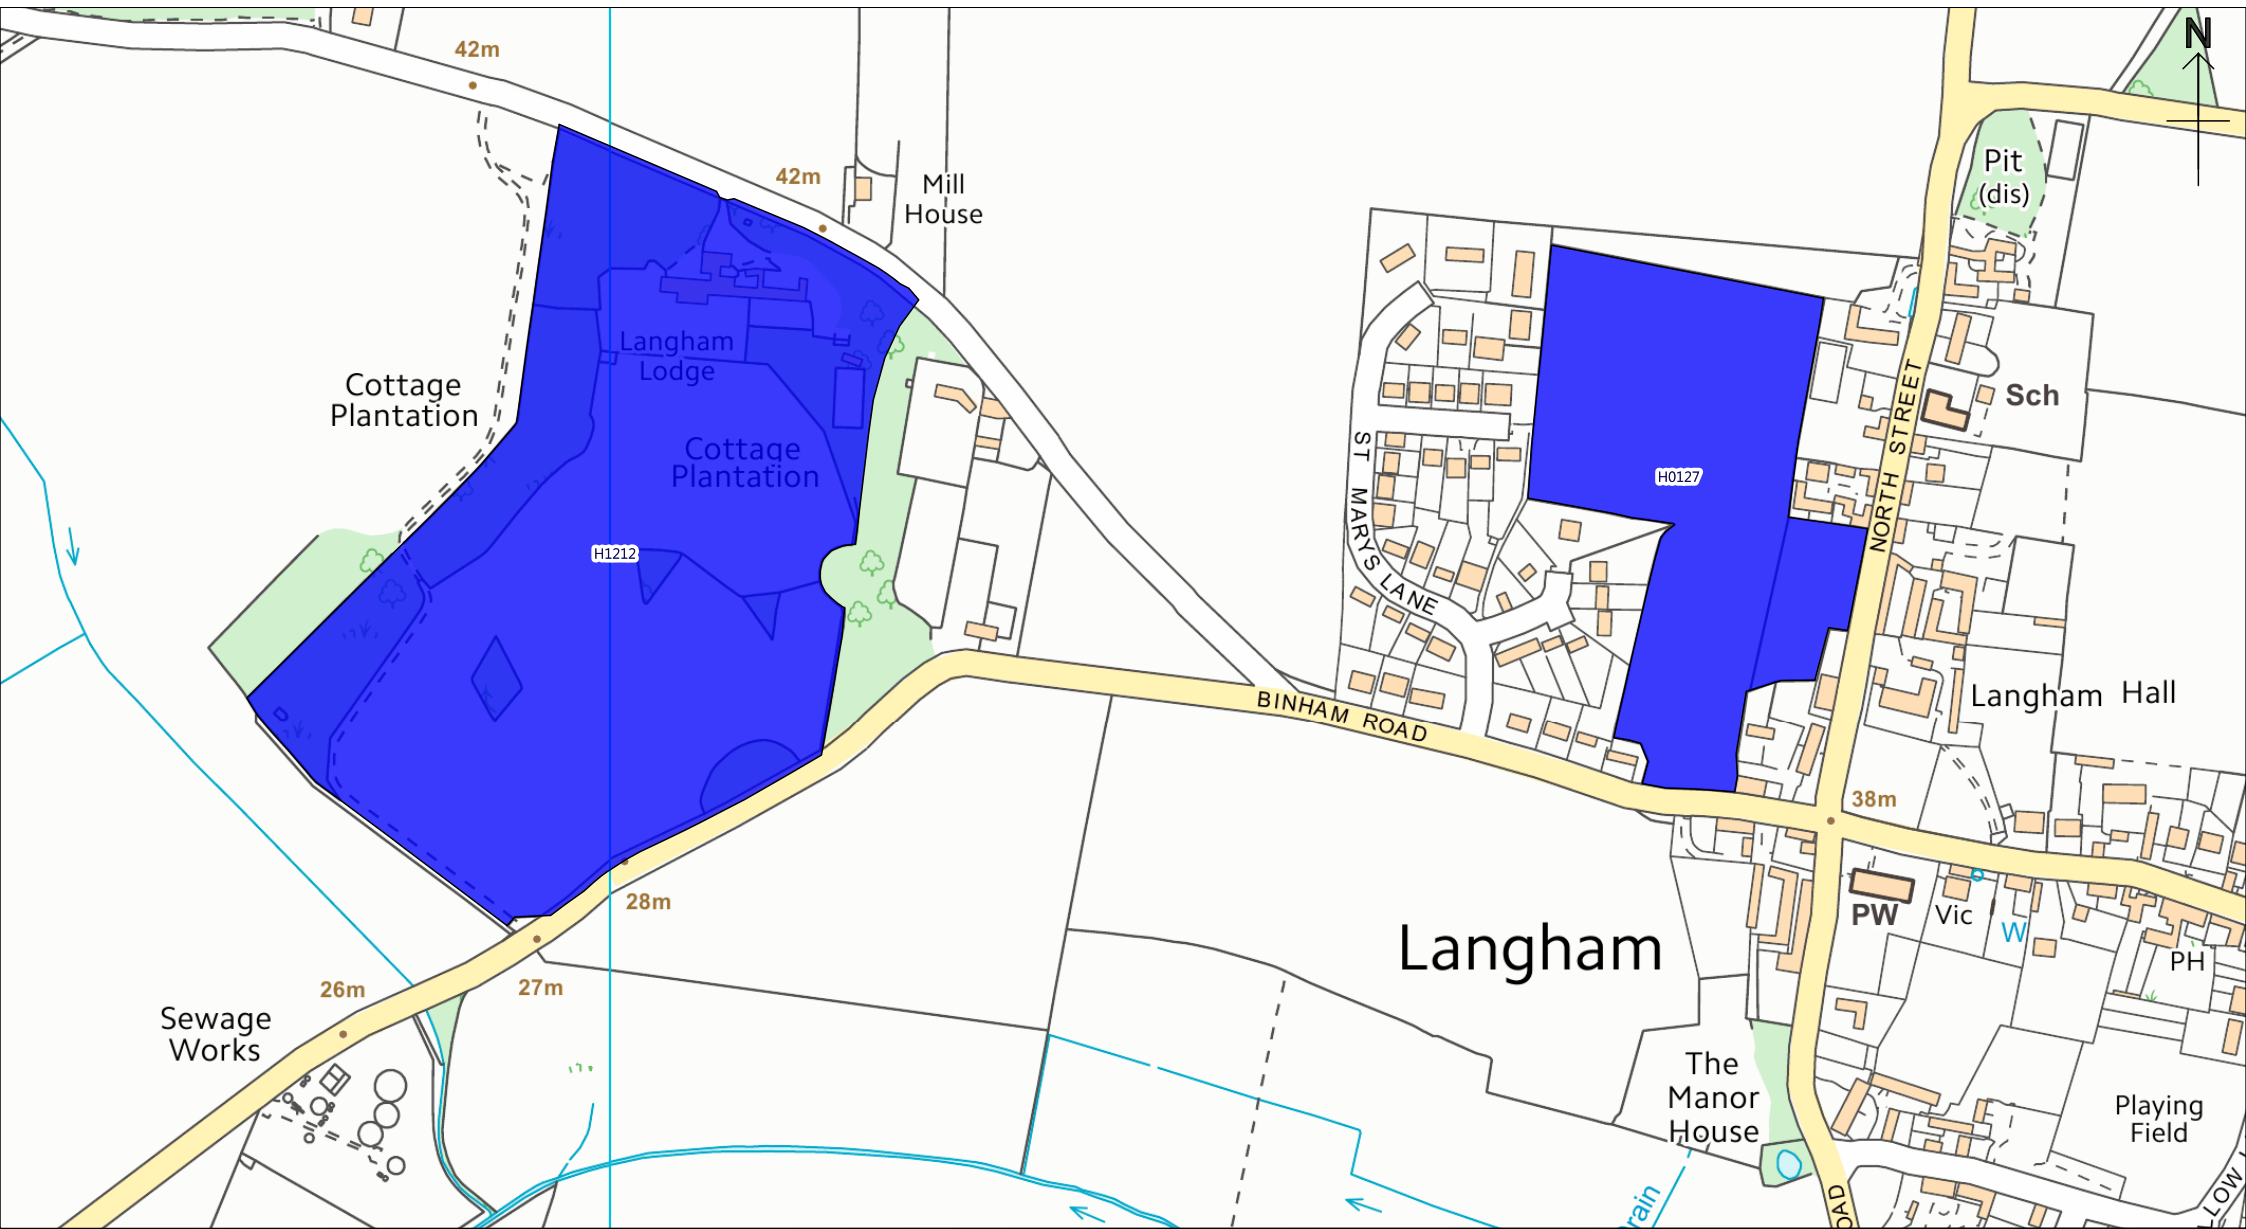 42m
N
42m
Mill
House
Pit
(dis)
Langham
Lodge
Cottage
Plantation
Sch
NORTH STREET
Cottage
Plantation
H0127
ST MARYS LANE
H1212
Langham Hall
BINHAM ROAD
38m
28m
PW
Vic
W
Langham
PH
27m
26m
Sewage
Works
The
Manor
House
Playing
Field